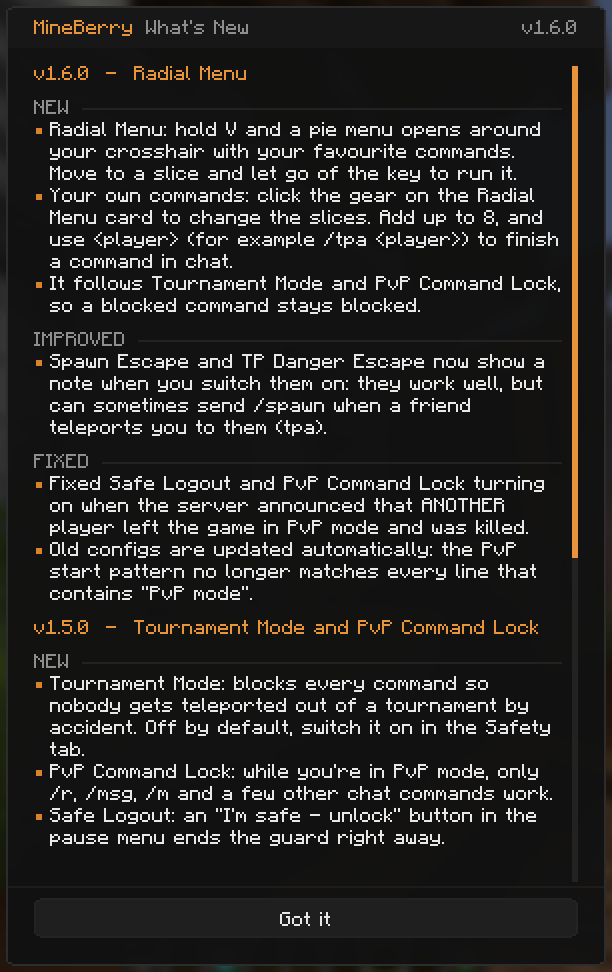 MineBerry What's New v1.6.0
v1.6.0 - Radial Menu
NEW
Radial Menu: hold V and a pie menu opens around
your crosshair with your favourite commands.
Move to a slice and let go of the key to run it.
Your own commands: click the gear on the Radial
Menu card to change the slices. Add up to 8, and
use <player> (for example /tpa <player>) to finish
a command in chat.
It follows Tournament Mode and PvP Command Lock,
so a blocked command stays blocked.
IMPROVED
Spawn Escape and TP Danger Escape now show a
note when you switch them on: they work well, but
can sometimes send /spawn when a friend
teleports you to them (tpa).
FIXED
Fixed Safe Logout and PvP Command Lock turning
on when the server announced that ANOTHER
player left the game in PvP mode and was killed.
Old configs are updated automatically: the PvP
start pattern no longer matches every line that
contains "PvP mode".
v1.5.0 - Tournament Mode and PvP Command Lock
NEW
Tournament Mode: blocks every command so
nobody gets teleported out of a tournament by
accident. Off by default, switch it on in the Safety
tab.
PvP Command Lock: while you're in PvP mode, only
/r, /msg, /m and a few other chat commands work.
Safe Logout: an "I'm safe - unlock" button in the
pause menu ends the guard right away.
Got it